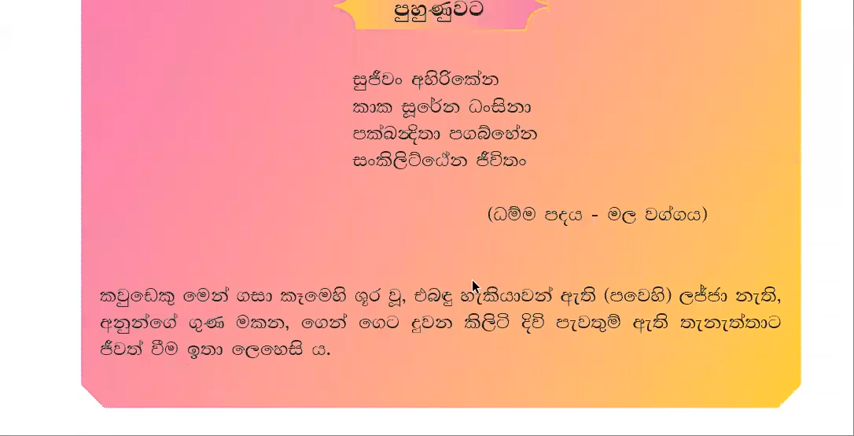 පුහුණුවට
සුජීවං අහිරිකේන
කාක සූරේන ධංසිනා
පක්ඛන්දිතා පගබ්භේන
සංකිලිට්ඨේන ජීවිතං
(ධම්ම පදය - මල වග්ගය)
කවුඩෙකු මෙන් ගසා කෑමෙහි ශූර වූ, එබඳු හැකියාවන් ඇති (පවෙහි) ලජ්ජා නැති,
අනුන්ගේ ගුණ මකන, ගෙන් ගෙට දුවන කිලිටි දිවි පැවතුම් ඇති තැනැත්තාට
ජීවත් වීම ඉතා ලෙහෙසි ය.